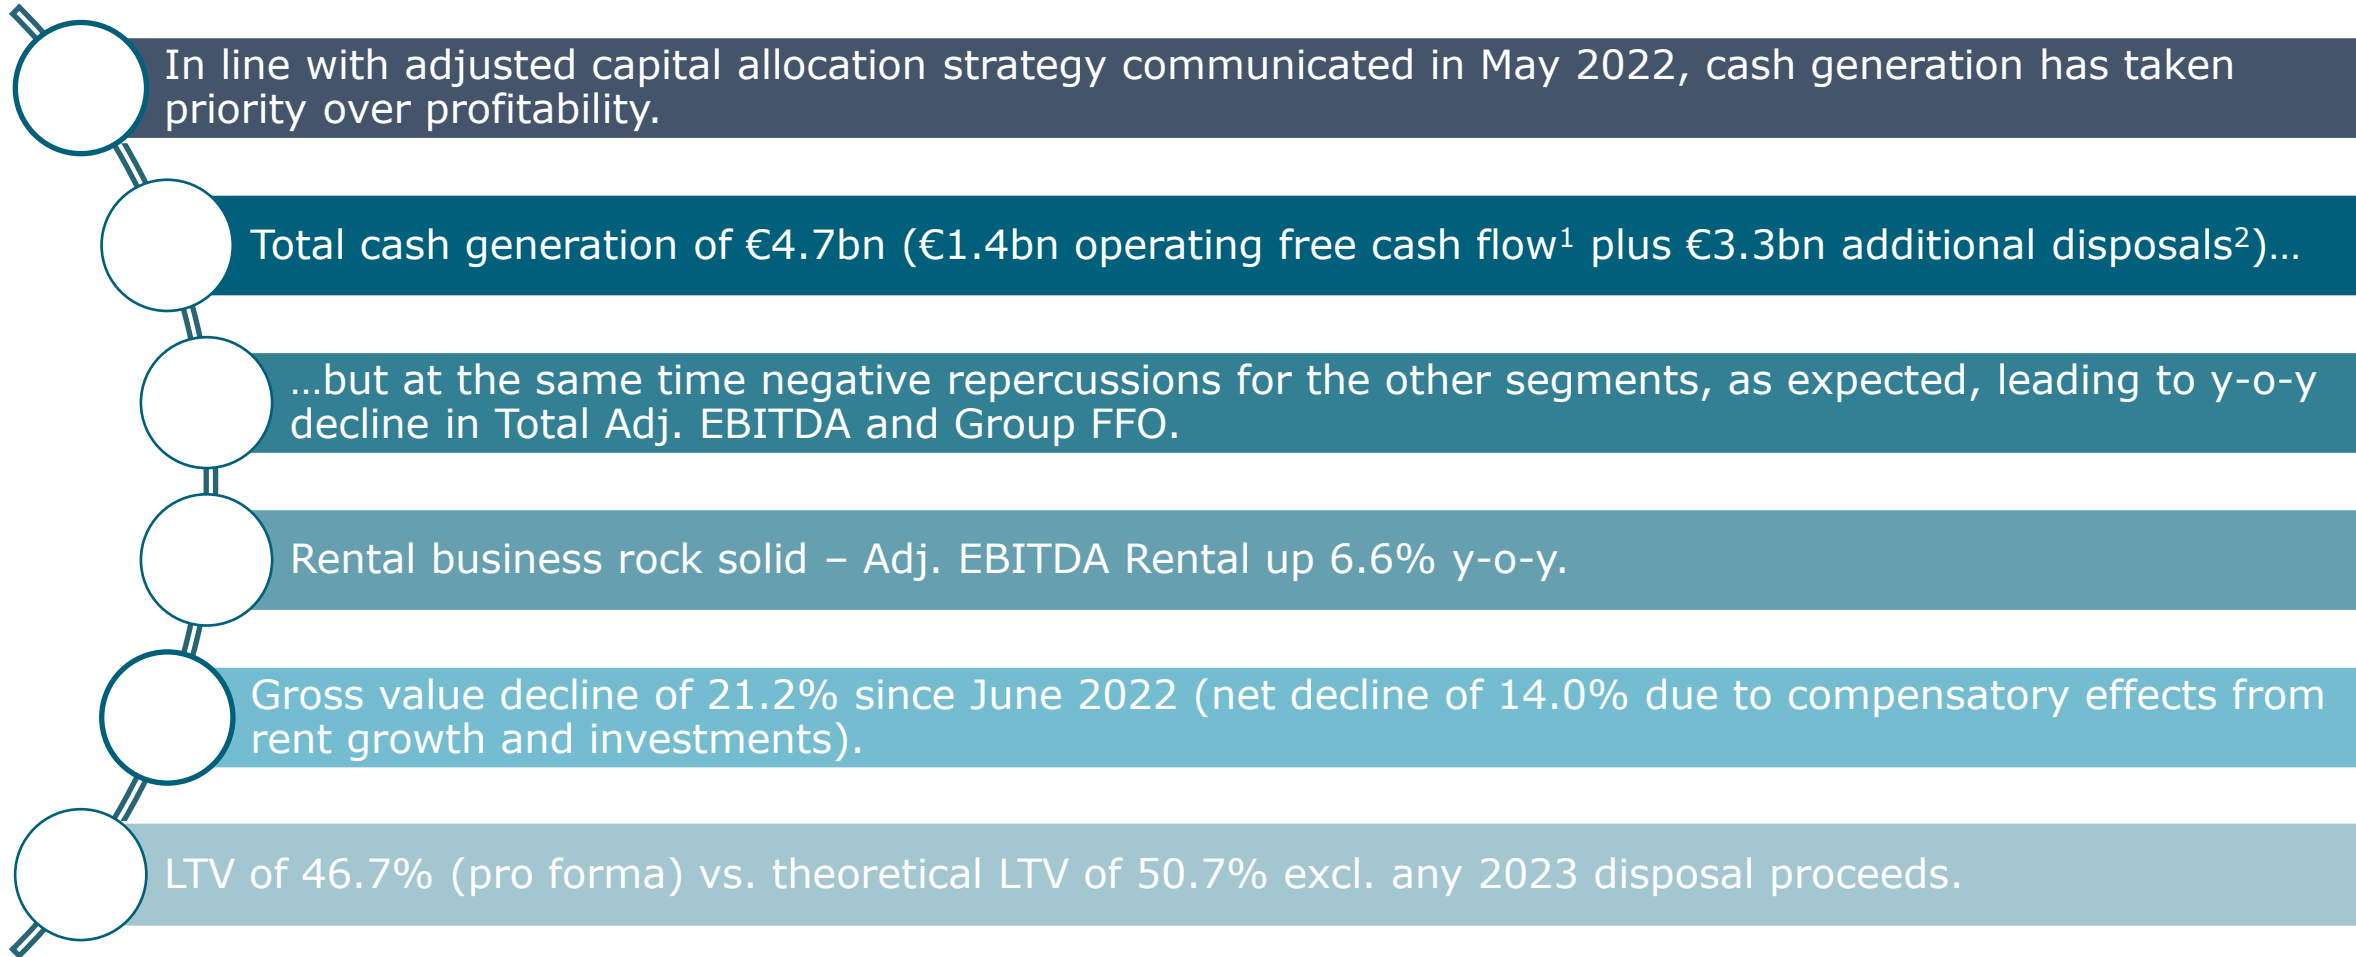 In line with adjusted capital allocation strategy communicated in May 2022, cash generation has taken
priority over profitability.
Total cash generation of €4.7bn (€1.4bn operating free cash flow¹ plus €3.3bn additional disposals²)…
…but at the same time negative repercussions for the other segments, as expected, leading to y-o-y
decline in Total Adj. EBITDA and Group FFO.
Rental business rock solid – Adj. EBITDA Rental up 6.6% y-o-y.
Gross value decline of 21.2% since June 2022 (net decline of 14.0% due to compensatory effects from
rent growth and investments).
LTV of 46.7% (pro forma) vs. theoretical LTV of 50.7% excl. any 2023 disposal proceeds.